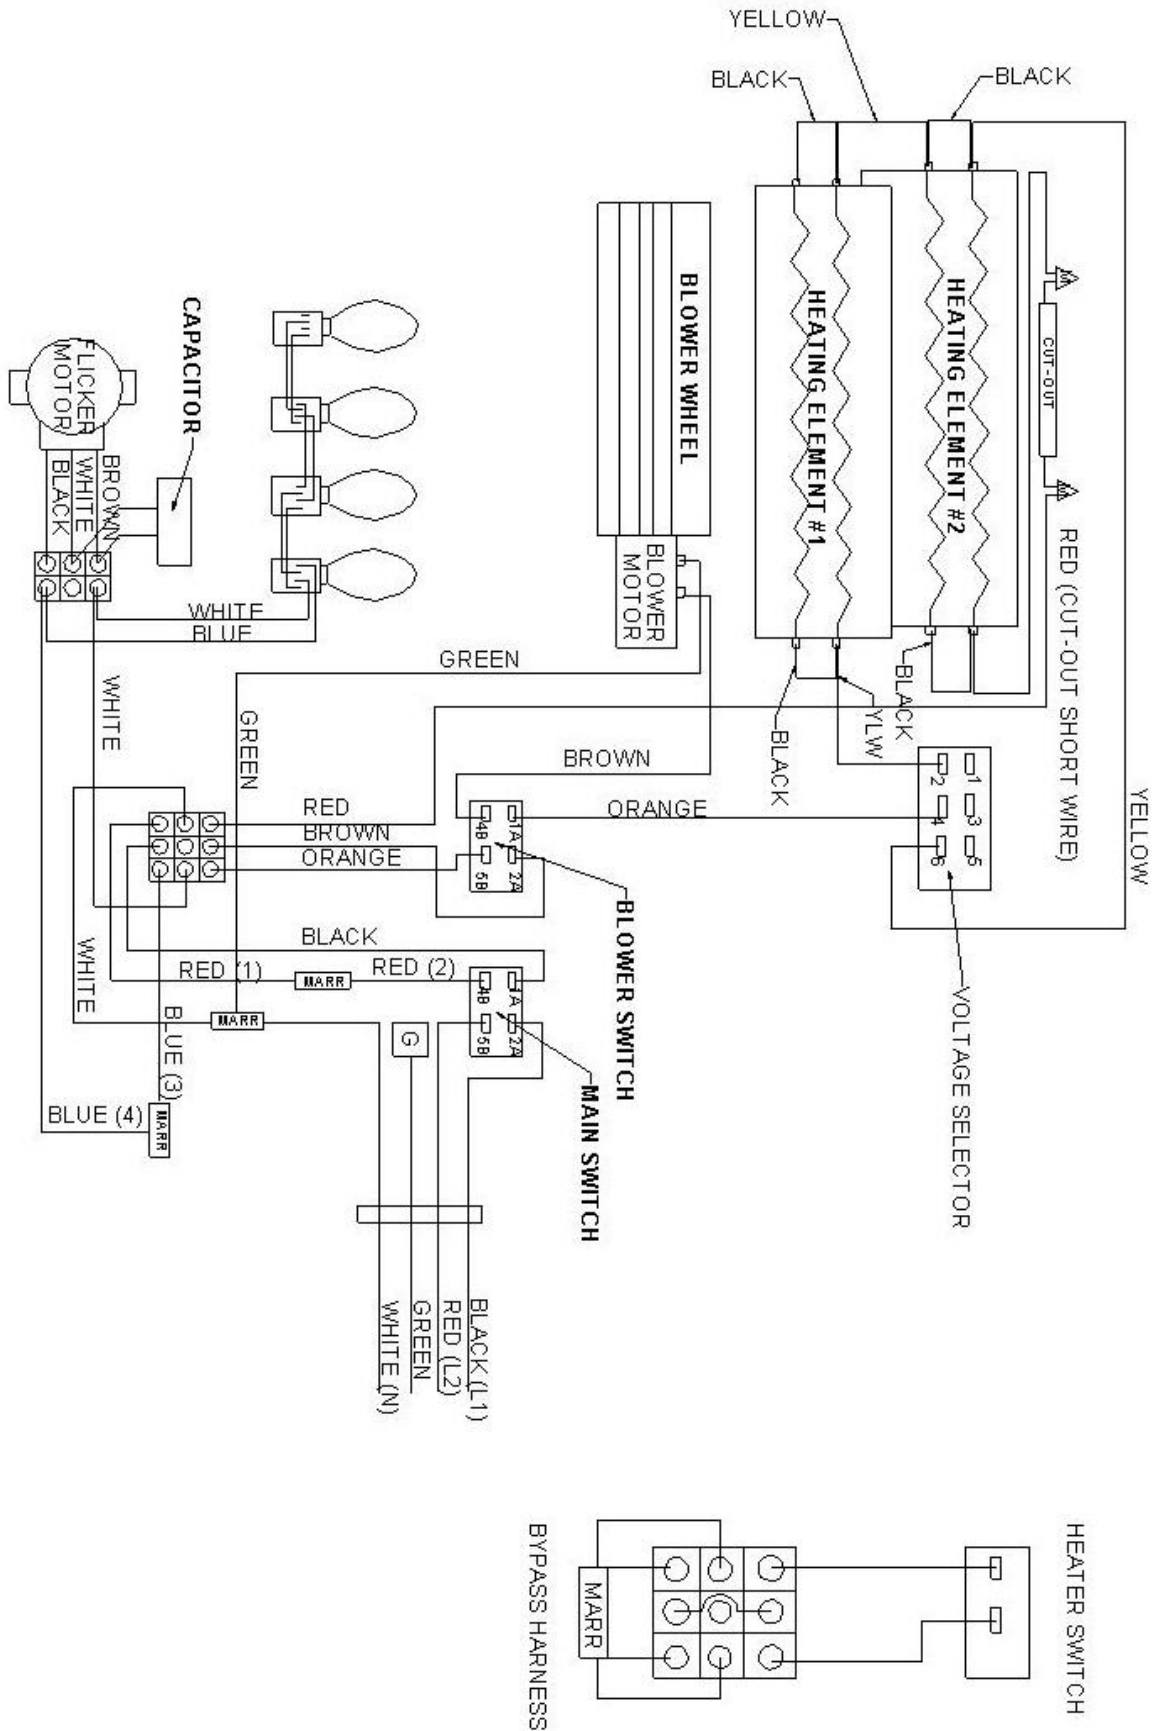 YELLOW
BLACK
BLACK
HEATING ELEMENT #1
HEATING ELEMENT #2
CUT-OUT
RED (CUT-OUT SHORT WIRE)
BLOWER WHEEL
BLOWER
MOTOR
CAPACITOR
FLICKER
MOTOR
BROWN
WHITE
BLACK
WHITE
BLUE
GREEN
BLACK
YLW
BLACK
WHITE
GREEN
BROWN
ORANGE
YELLOW
1
2
3
4
5
6
VOLTAGE SELECTOR
RED
BROWN
ORANGE
1A
4B
2A
5B
BLOWER SWITCH
BLACK
RED (1)
MARR
RED (2)
1A
4B
2A
5B
MAIN SWITCH
WHITE
MARR
G
BLUE (3)
BLUE (4)
MARR
WHITE (N)
GREEN
RED (L2)
BLACK (L1)
BYPASS HARNESS
MARR
HEATER SWITCH